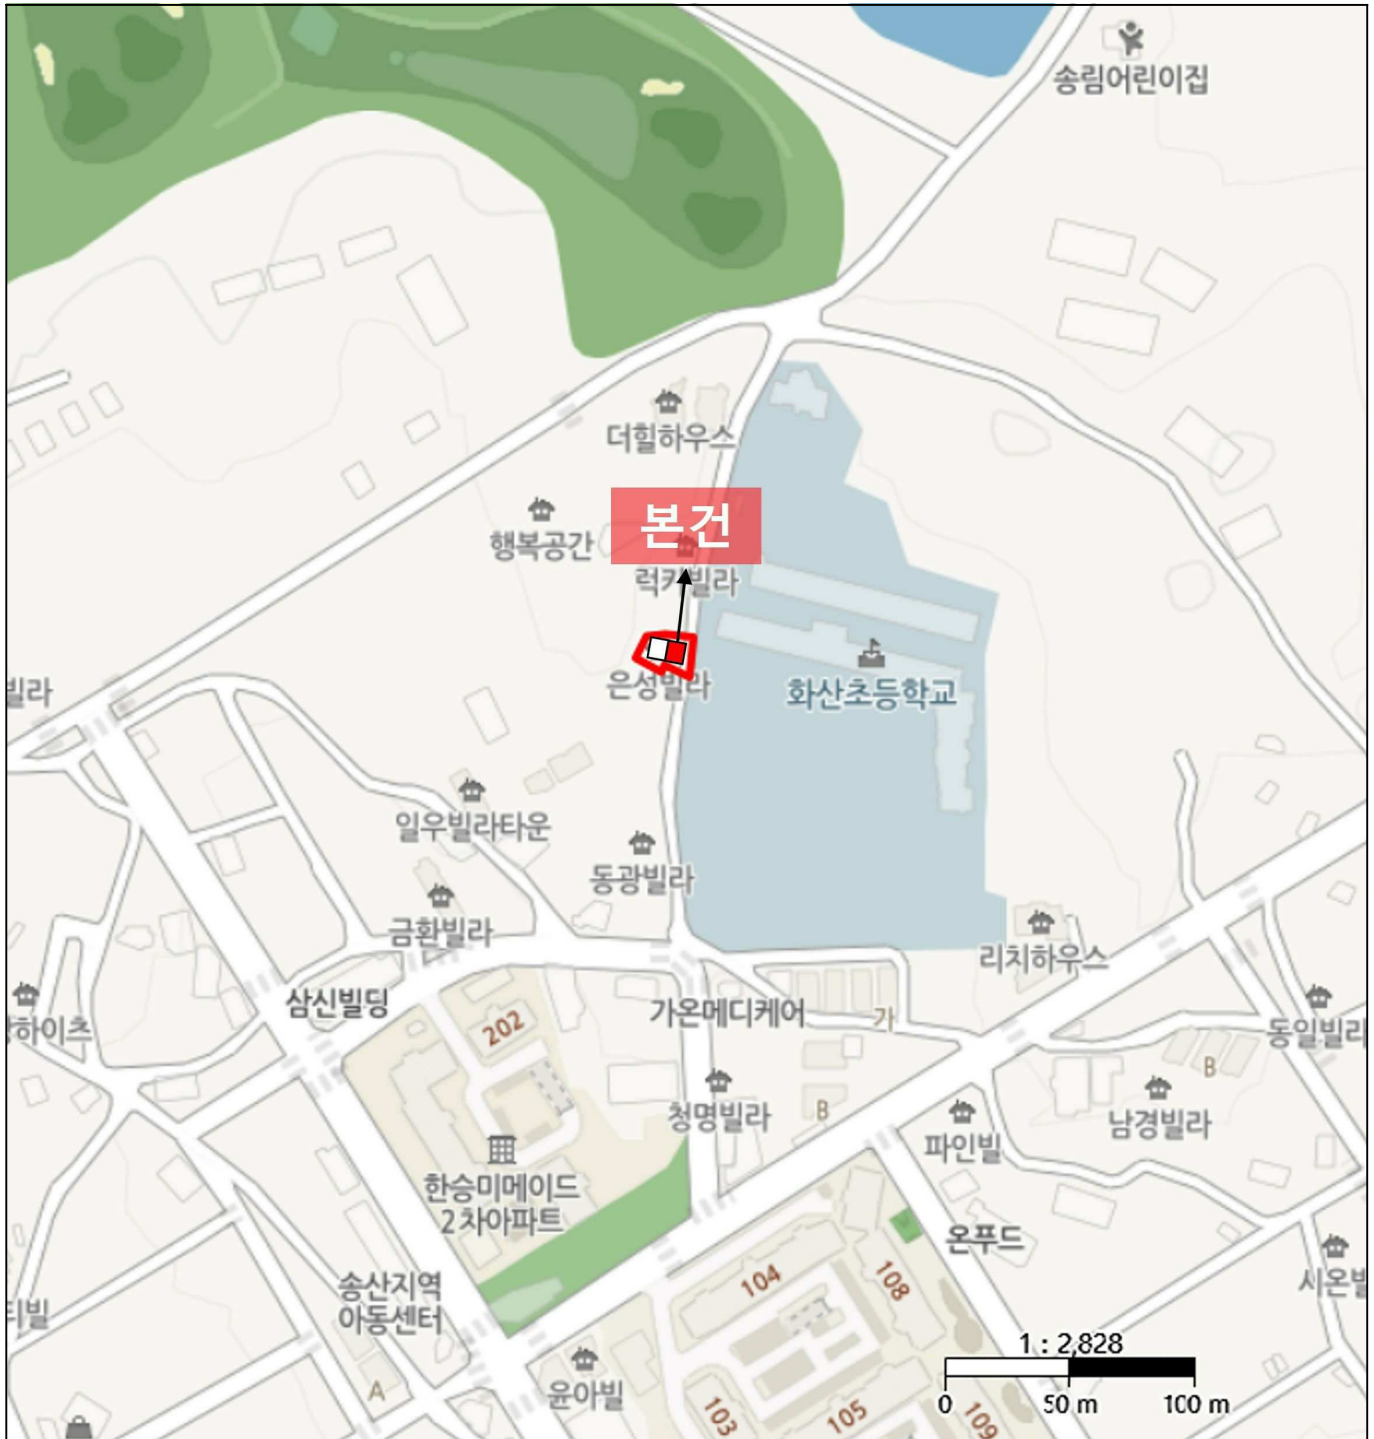 송림어린이집
더힐하우스
본건
행복공간
럭키빌라
은성빌라
화산초등학교
빌라
일우빌라타운
동광빌라
금환빌라
리치하우스
삼신빌딩
가온메디케어
가
202
하이츠
동일빌라
B
청명빌라
B
남경빌라
파인빌
한승미메이드
2차아파트
온푸드
송산지역
아동센터
104
108
시온빌
티빌
1 : 2,828
0 50 m 100 m
윤아빌
A
103
105
109